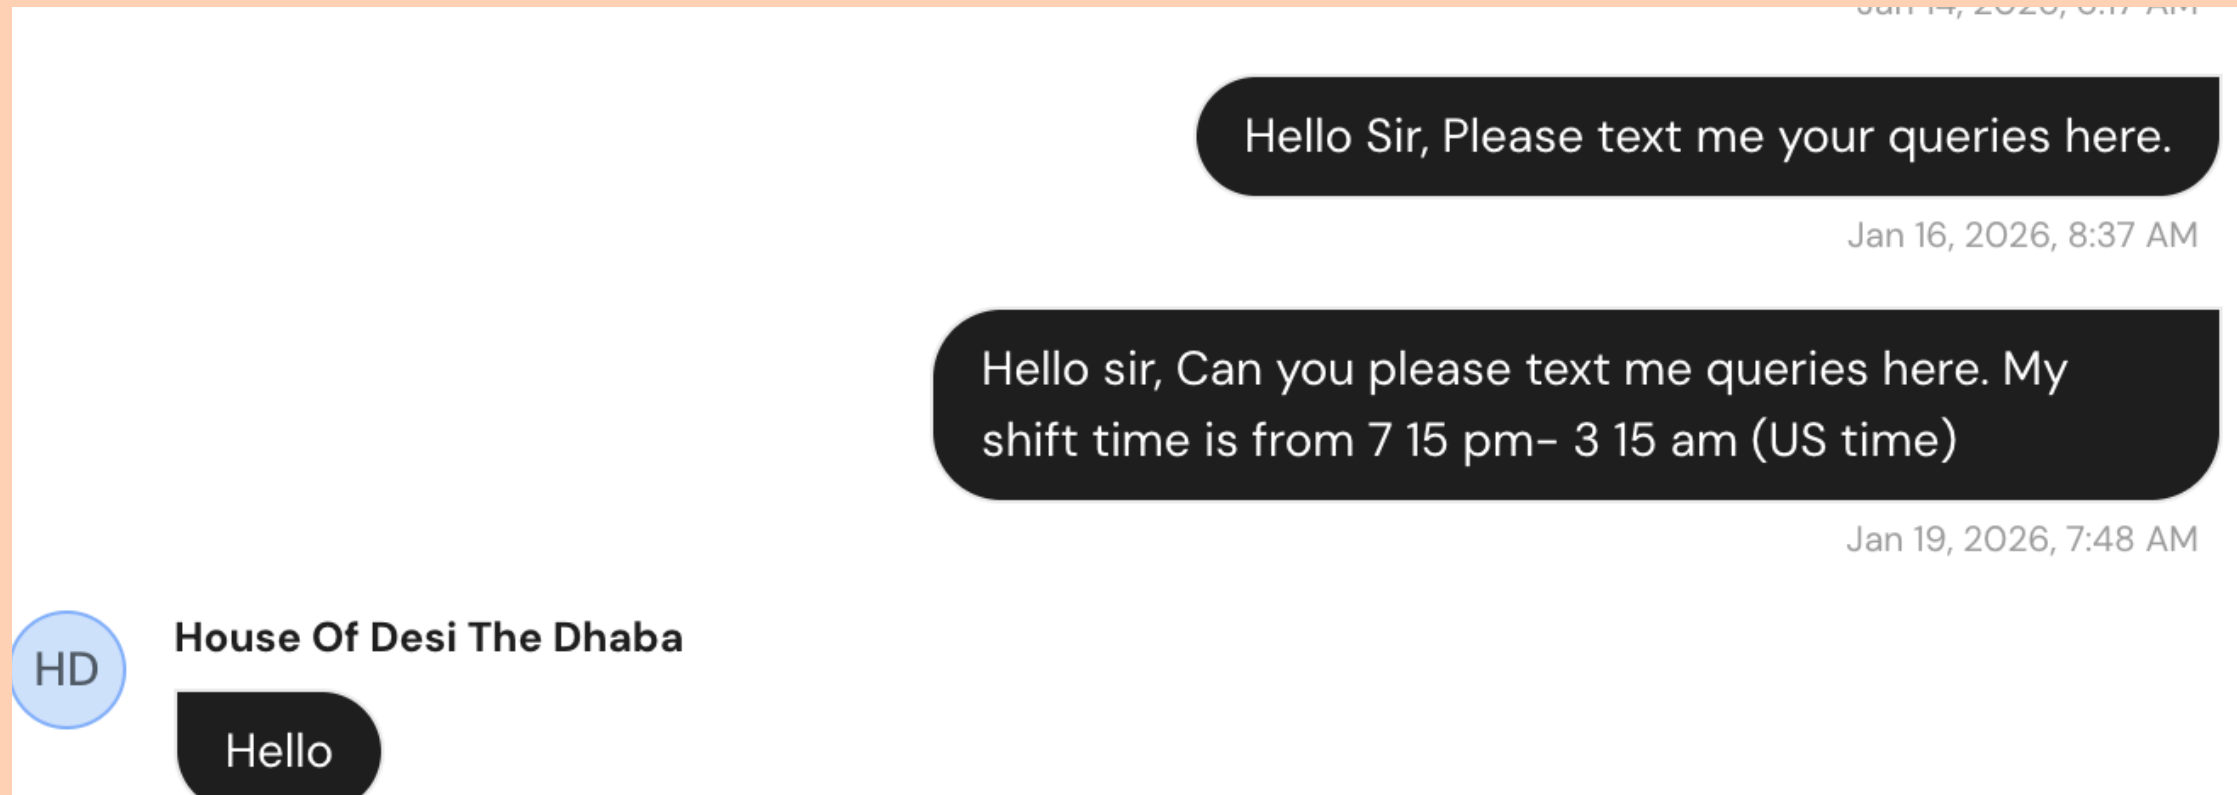 Hello Sir, Please text me your queries here.
Jan 16, 2026, 8:37 AM
Hello sir, Can you please text me queries here. My
shift time is from 7 15 pm- 3 15 am (US time)
Jan 19, 2026, 7:48 AM
House Of Desi The Dhaba
HD
Hello